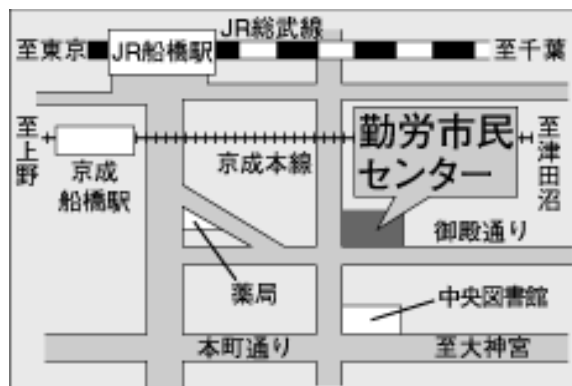 JR総武線
至東京
JR船橋駅
至千葉
至上野
京成
船橋駅
京成本線
勤労市民
センター
至津田沼
御殿通り
薬局
中央図書館
本町通り
至大神宮